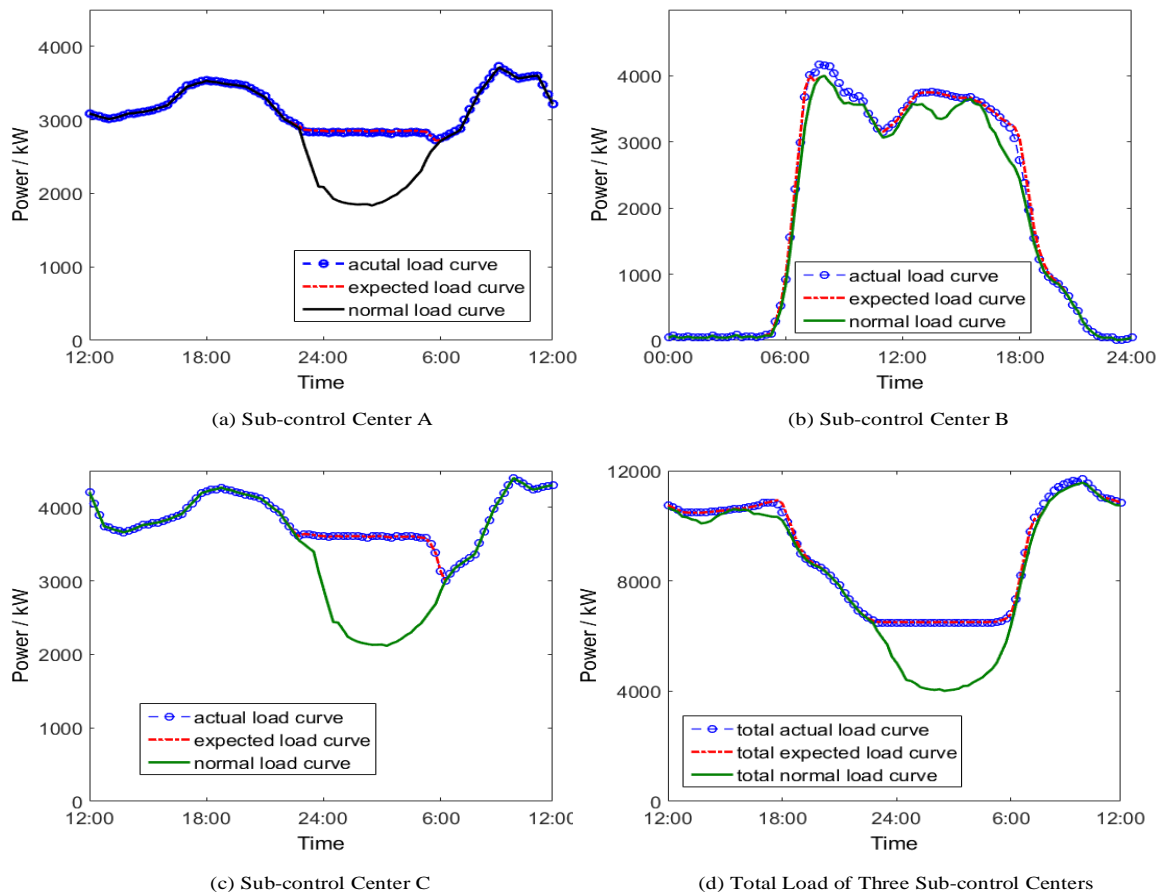 4000
3000
2000
1000
0
Power / kW
12:00 18:00 24:00 6:00 12:00
Time
acutal load curve
expected load curve
normal load curve
(a) Sub-control Center A
4000
3000
2000
1000
0
Power / kW
00:00 06:00 12:00 18:00 24:00
Time
actual load curve
expected load curve
normal load curve
(b) Sub-control Center B
4000
3000
2000
1000
0
Power / kW
12:00 18:00 24:00 6:00 12:00
Time
actual load curve
expected load curve
normal load curve
(c) Sub-control Center C
12000
8000
4000
0
Power / kW
12:00 18:00 24:00 6:00 12:00
Time
total actual load curve
total expected load curve
total normal load curve
(d) Total Load of Three Sub-control Centers